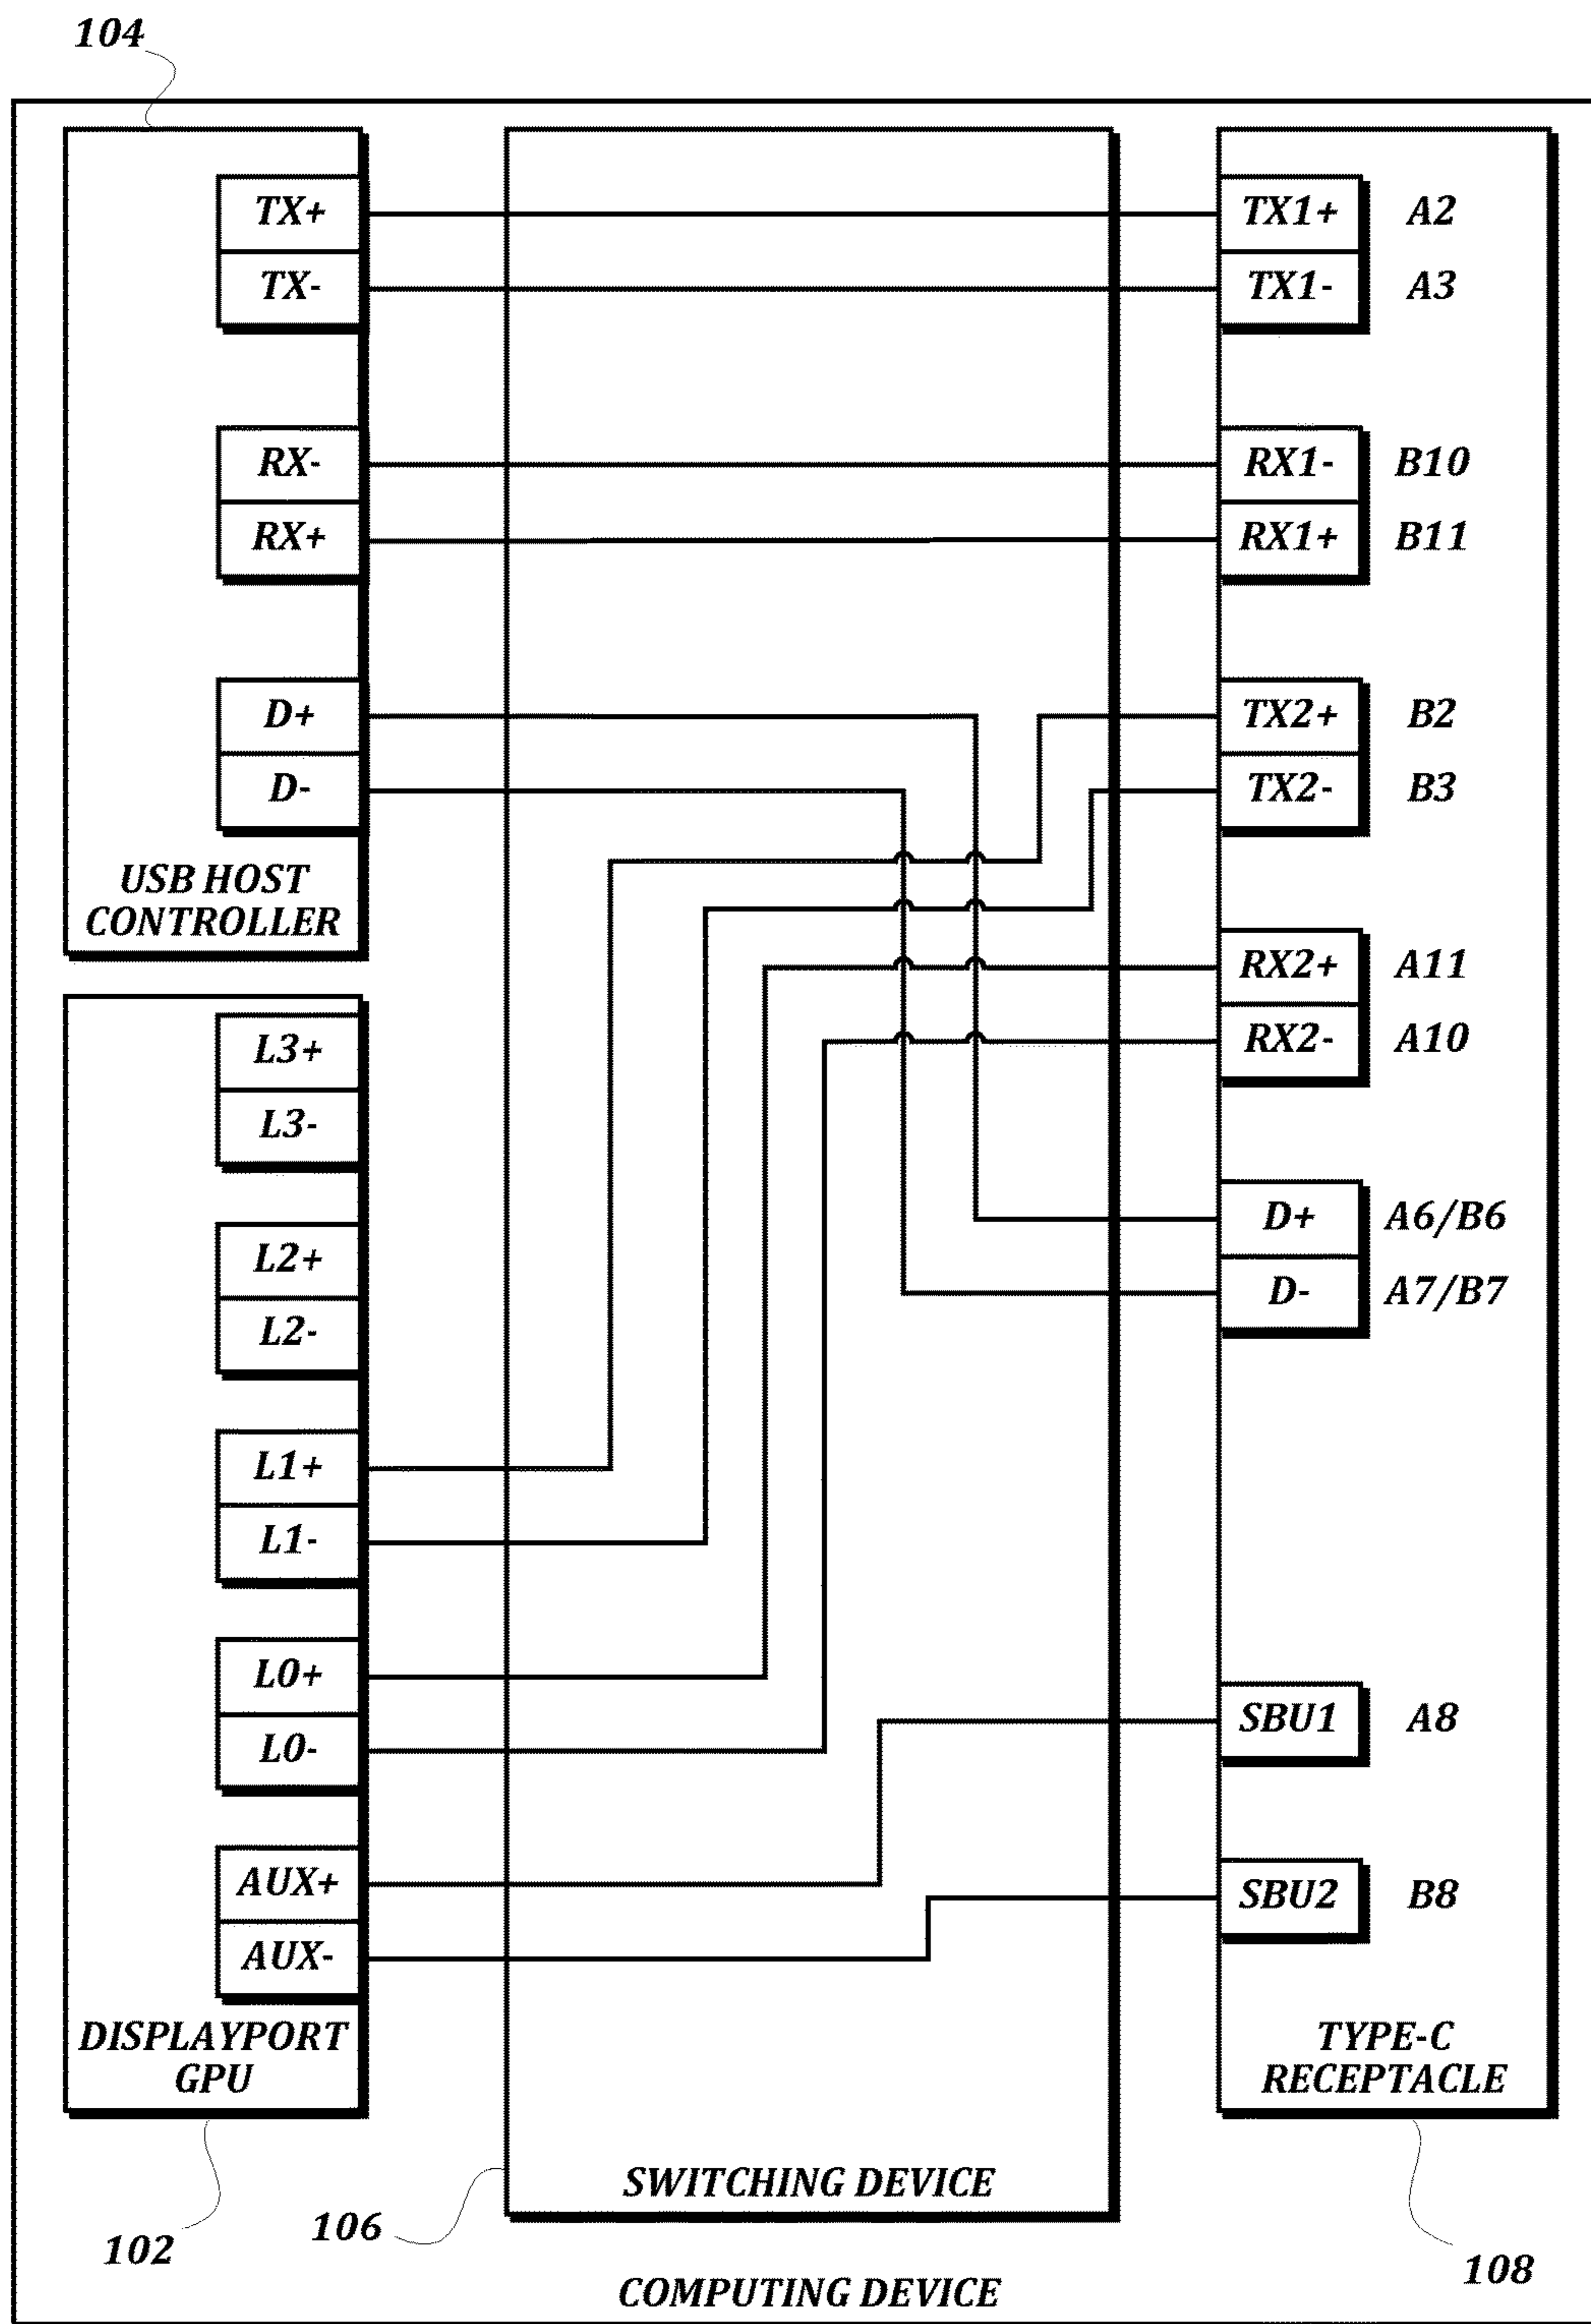 104
TX+
TX-
RX-
RX+
D+
D-
USB HOST
CONTROLLER
L3+
L3-
L2+
L2-
L1+
L1-
L0+
L0-
AUX+
AUX-
DISPLAYPORT
GPU
102
SWITCHING DEVICE
106
TX1+ A2
TX1- A3
RX1- B10
RX1+ B11
TX2+ B2
TX2- B3
RX2+ A11
RX2- A10
D+ A6/B6
D- A7/B7
SBU1 A8
SBU2 B8
TYPE-C
RECEPTACLE
108
COMPUTING DEVICE